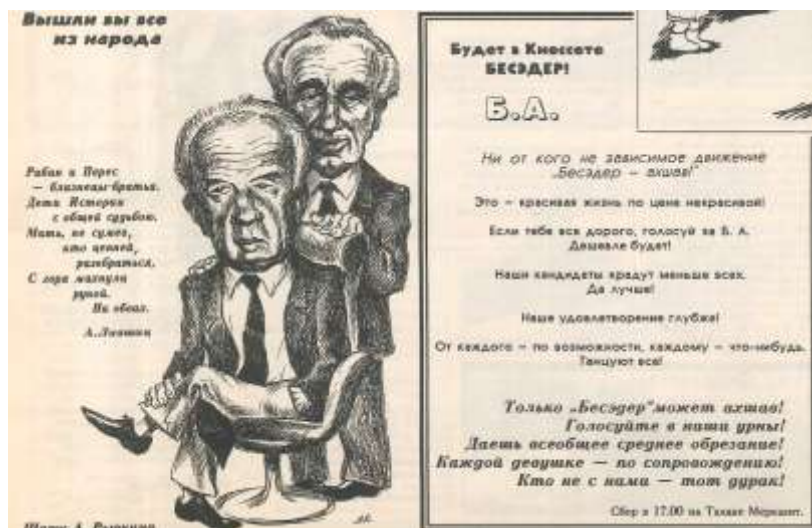 Вышли вы все
из народа
Рабин и Перес
— близнецы-братья.
Дети Истории
с общей судьбою.
Мать, не сумев,
кто ценней,
разобраться.
С горя махнула
рукой.
На обоих.
А. Лившиц
Будет в Кнессете
БЕСЭДЕР!
Б.А.
Ни от кого не зависимое движение
„Бесэдер — ахшав!"
Это — красивая жизнь по цене некрасивой!
Если тебе все дорого, голосуй за Б. А.
Дешевле будет!
Наши кандидаты крадут меньше всех.
Да лучше!
Наше удовлетворение глубже!
От каждого — по возможности, каждому — что-нибудь.
Танцуют все!
Только „Бесэдер"может ахшав!
Голосуйте в наши урны!
Даешь всеобщее среднее обрезание!
Каждой девушке — по сопровождению!
Кто не с нами — тот дурак!
Сбор в 17.00 на Тахане Мерказит.